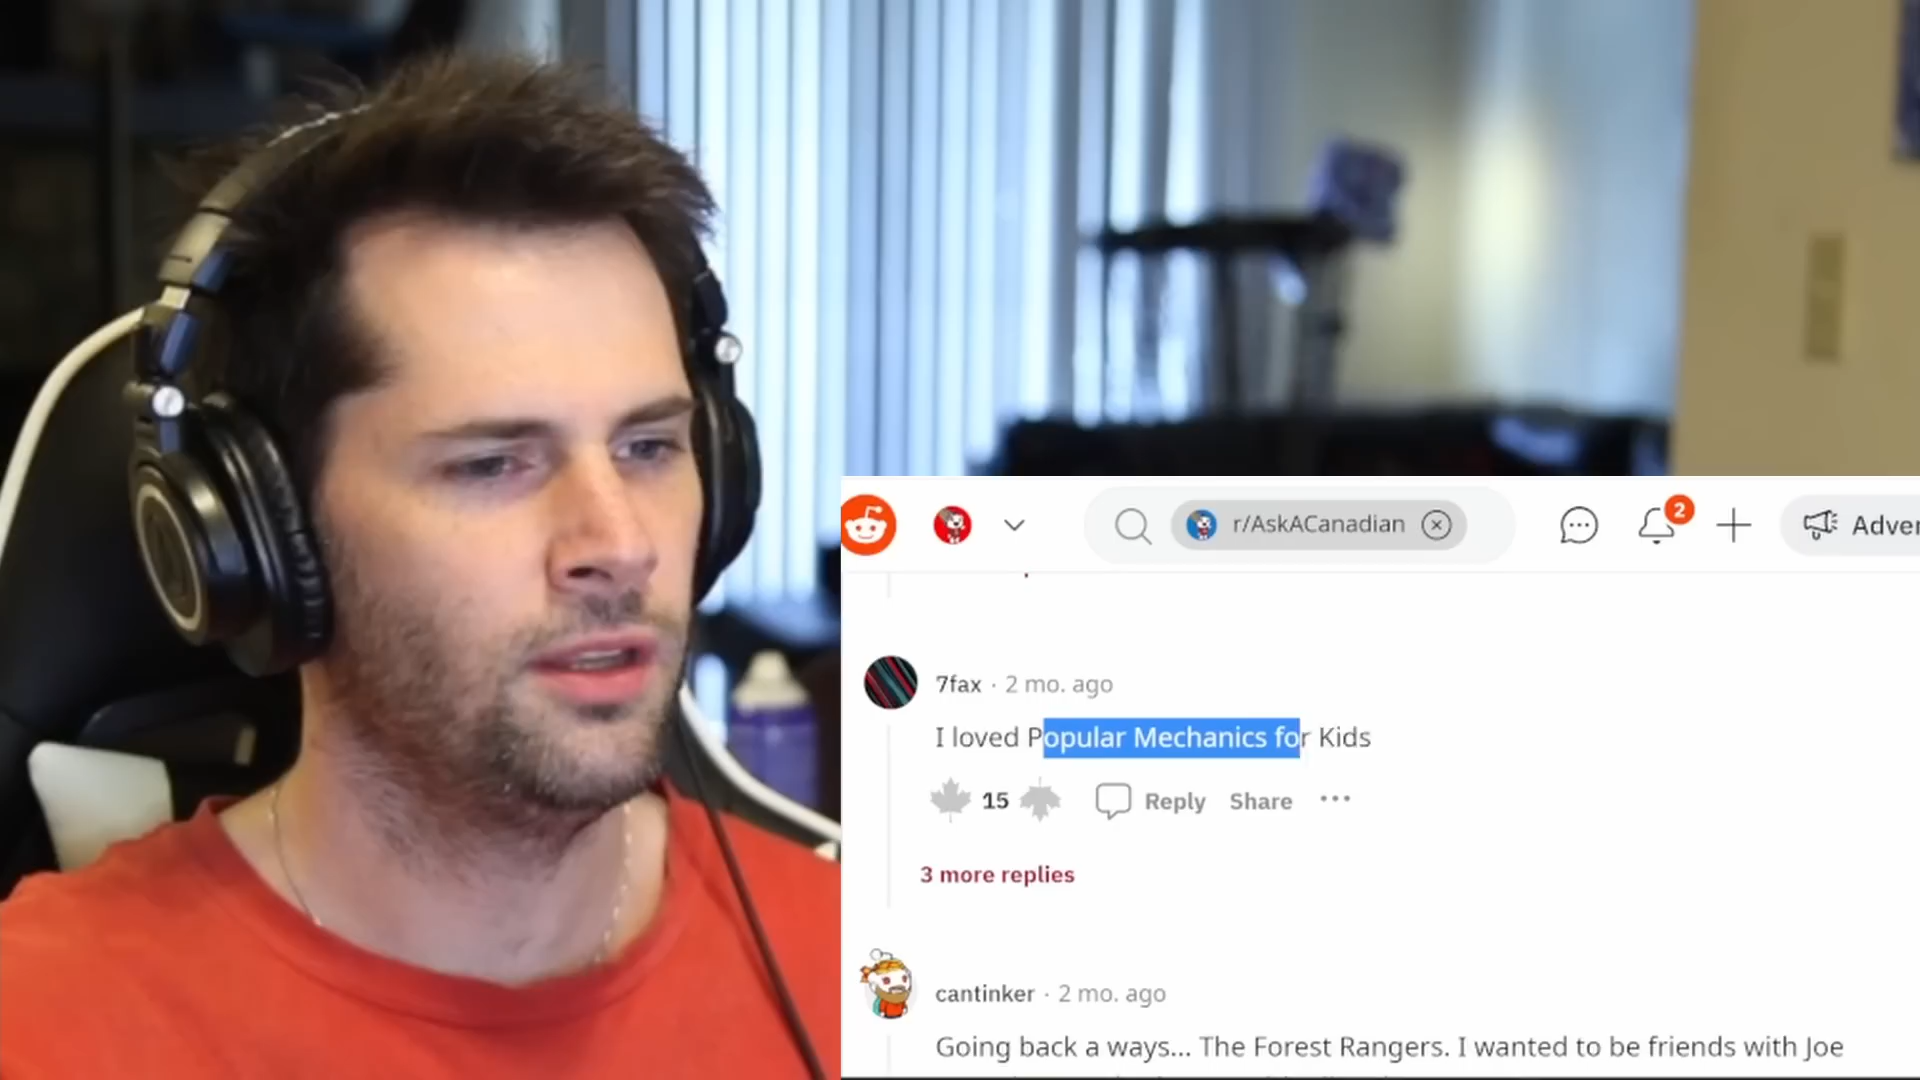 r/AskACanadian
2
Adver
7fax · 2 mo. ago
I loved Popular Mechanics for Kids
15
Reply
Share
3 more replies
cantinker · 2 mo. ago
Going back a ways... The Forest Rangers. I wanted to be friends with Joe